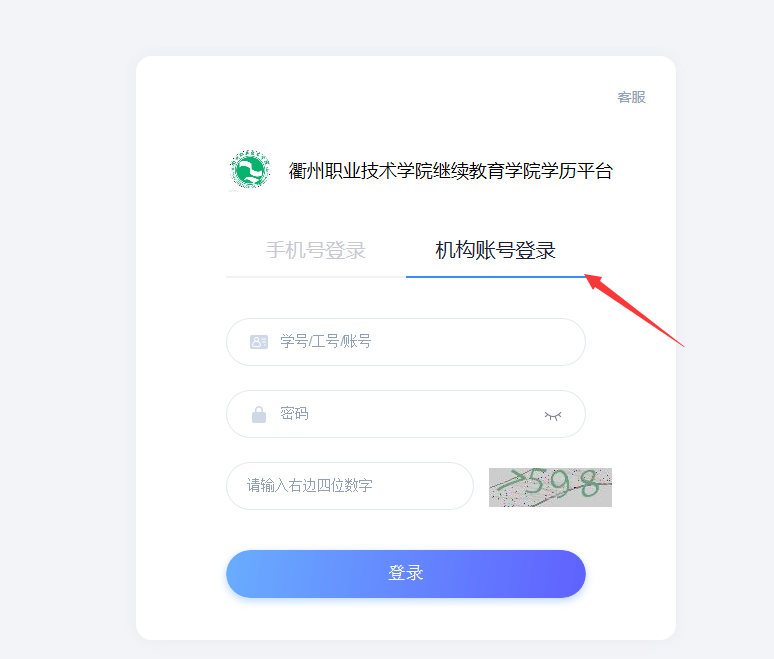 客服
衢州职业技术学院继续教育学院学历平台
手机号登录
机构账号登录
学号/工号/账号
密码
请输入右边四位数字
598
登录